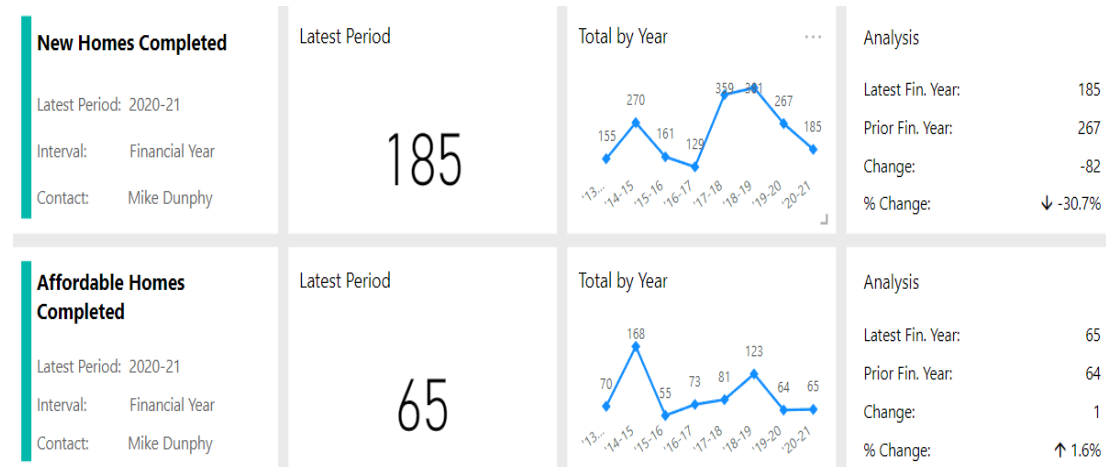 New Homes Completed
Latest Period: 2020-21
Interval: Financial Year
Contact: Mike Dunphy
Latest Period
185
Total by Year
155
270
161
129
359
267
185
'13...
'14-15
'15-16
'16-17
'17-18
'18-19
'19-20
'20-21
Analysis
Latest Fin. Year: 185
Prior Fin. Year: 267
Change: -82
% Change: ↓ -30.7%
Affordable Homes
Completed
Latest Period: 2020-21
Interval: Financial Year
Contact: Mike Dunphy
Latest Period
65
Total by Year
70
168
55
73
81
123
64
65
'13...
'14-15
'15-16
'16-17
'17-18
'18-19
'19-20
'20-21
Analysis
Latest Fin. Year: 65
Prior Fin. Year: 64
Change: 1
% Change: ↑ 1.6%